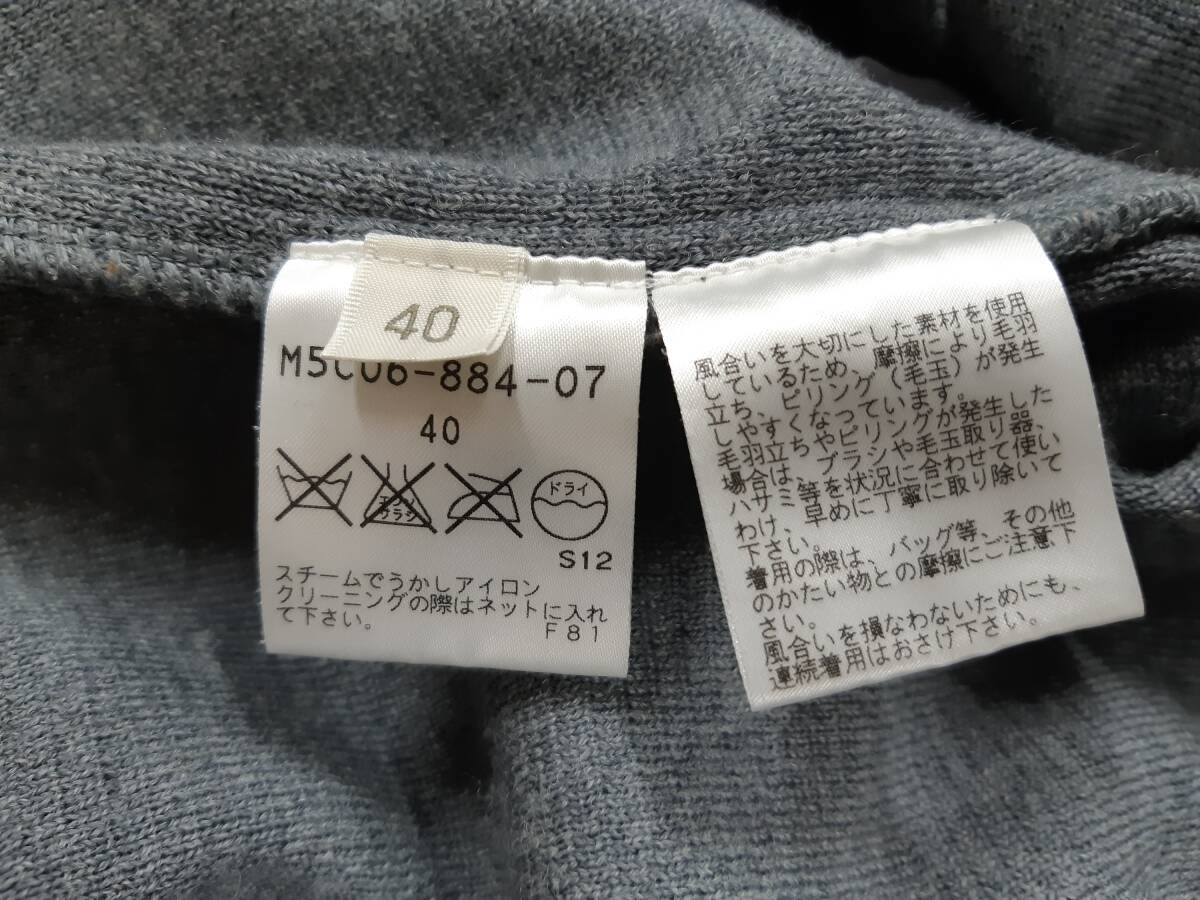 40
M5C06-884-07
40
エンソ
サラシ
ドライ
S12
スチームでうかしアイロン
クリーニングの際はネットに入れ
て下さい。
F81
風合いを大切にした素材を使用
しているため、摩擦により毛羽
立ち、ピリング（毛玉）が発生
しやすくなっています。
毛羽立ちやピリングが発生した
場合は、ブラシや毛玉取り器、
ハサミ等を状況に合わせて使い
わけ、早めに丁寧に取り除いて
下さい。
着用の際は、バッグ等、その他
のかたい物との摩擦にご注意下
さい。
風合いを損なわないためにも、
連続着用はおさけ下さい。